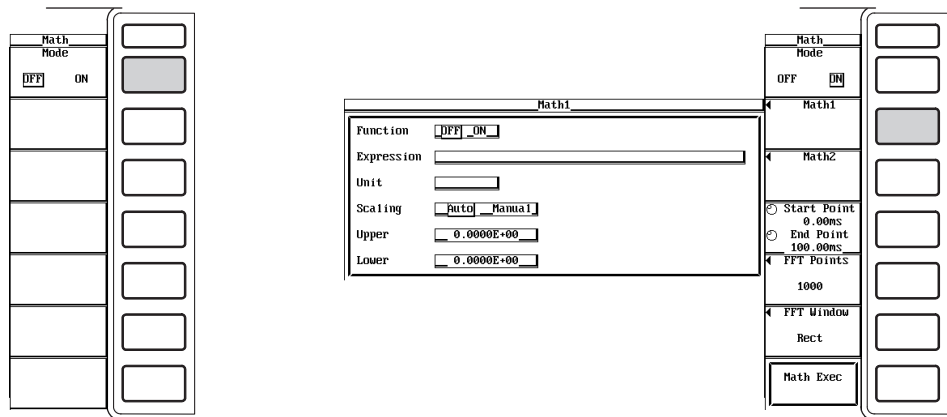 Math
Mode
OFF ON
Math1
Function OFF ON
Expression
Unit
Scaling Auto Manual
Upper 0.0000E+00
Lower 0.0000E+00
Math
Mode
OFF ON
Math1
Math2
Start Point
0.00ms
End Point
100.00ms
FFT Points
1000
FFT Window
Rect
Math Exec